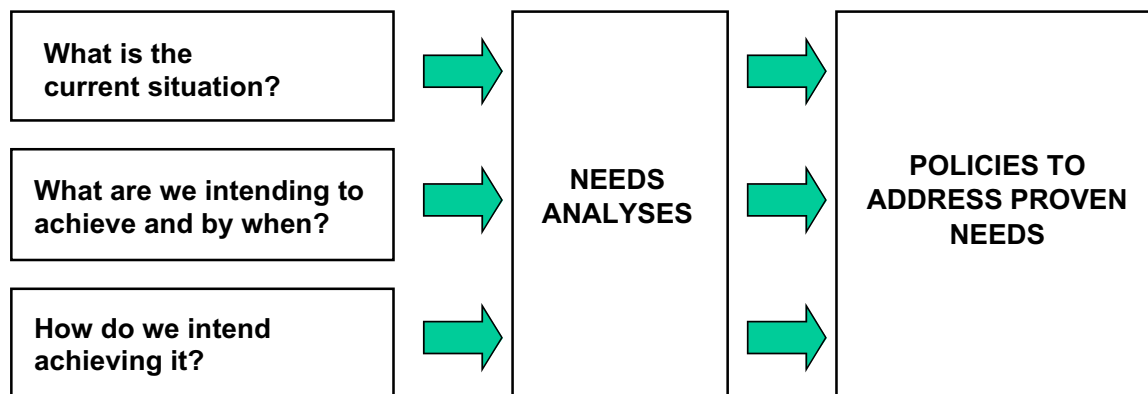 What is the
current situation?
What are we intending to
achieve and by when?
How do we intend
achieving it?
NEEDS
ANALYSES
POLICIES TO
ADDRESS PROVEN
NEEDS